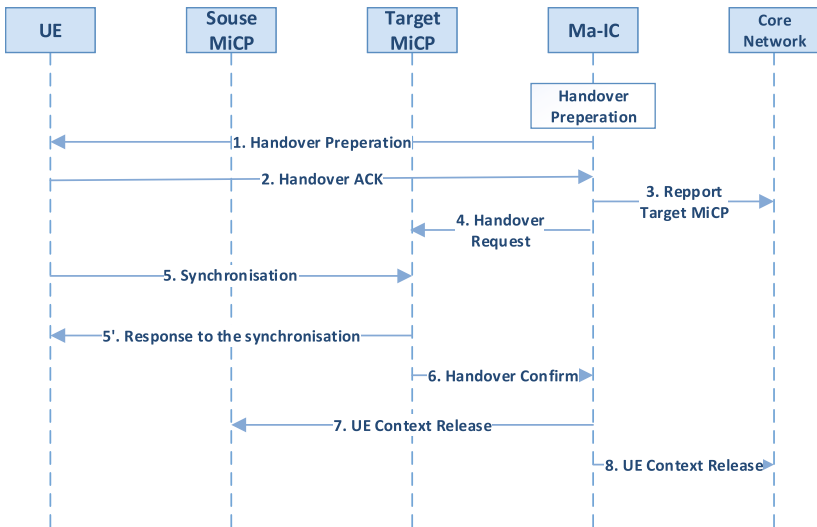 UE
Souse
MiCP
Target
MiCP
Ma-IC
Core
Network
Handover
Preperation
1. Handover Preperation
2. Handover ACK
3. Repport
Target MiCP
4. Handover
Request
5. Synchronisation
5'. Response to the synchronisation
6. Handover Confirm
7. UE Context Release
8. UE Context Release